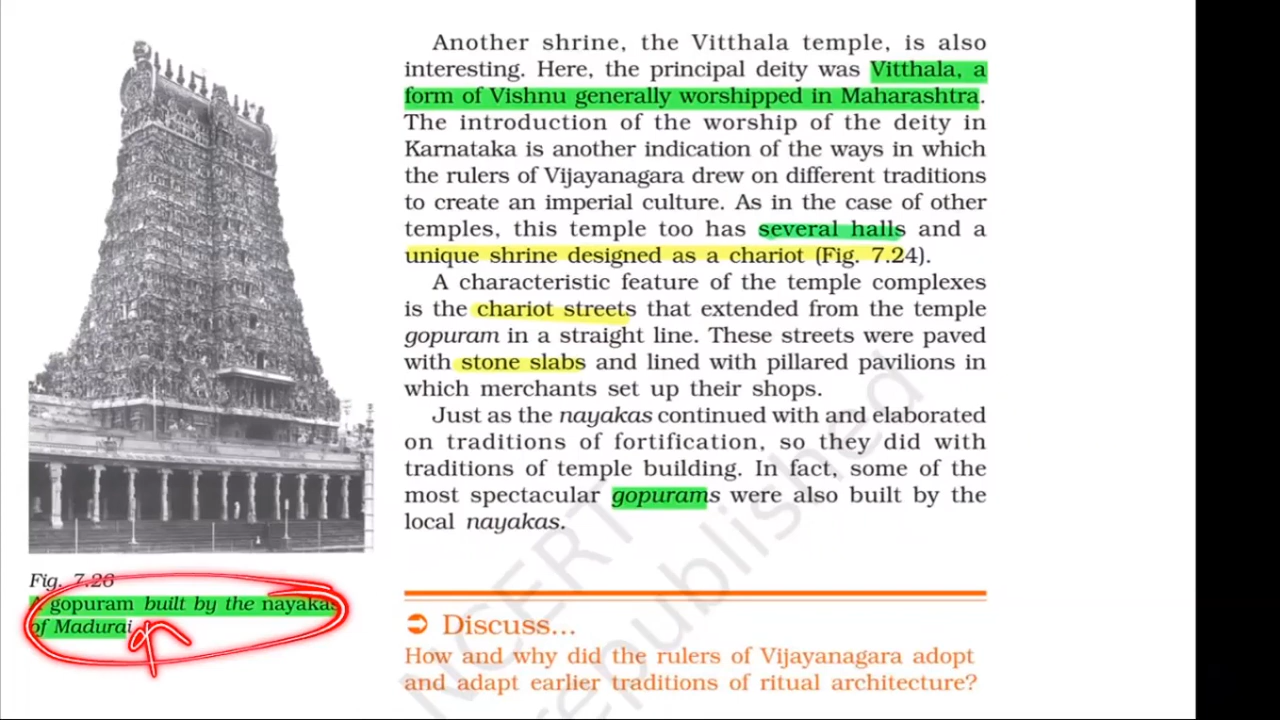 Another shrine, the Vitthala temple, is also
interesting. Here, the principal deity was Vitthala, a
form of Vishnu generally worshipped in Maharashtra.
The introduction of the worship of the deity in
Karnataka is another indication of the ways in which
the rulers of Vijayanagara drew on different traditions
to create an imperial culture. As in the case of other
temples, this temple too has several halls and a
unique shrine designed as a chariot (Fig. 7.24).
A characteristic feature of the temple complexes
is the chariot streets that extended from the temple
gopuram in a straight line. These streets were paved
with stone slabs and lined with pillared pavilions in
which merchants set up their shops.
Just as the nayakas continued with and elaborated
on traditions of fortification, so they did with
traditions of temple building. In fact, some of the
most spectacular gopurams were also built by the
local nayakas.
Fig. 7.26
A gopuram built by the nayakas
of Madurai
Discuss...
How and why did the rulers of Vijayanagara adopt
and adapt earlier traditions of ritual architecture?
NCERT
republished